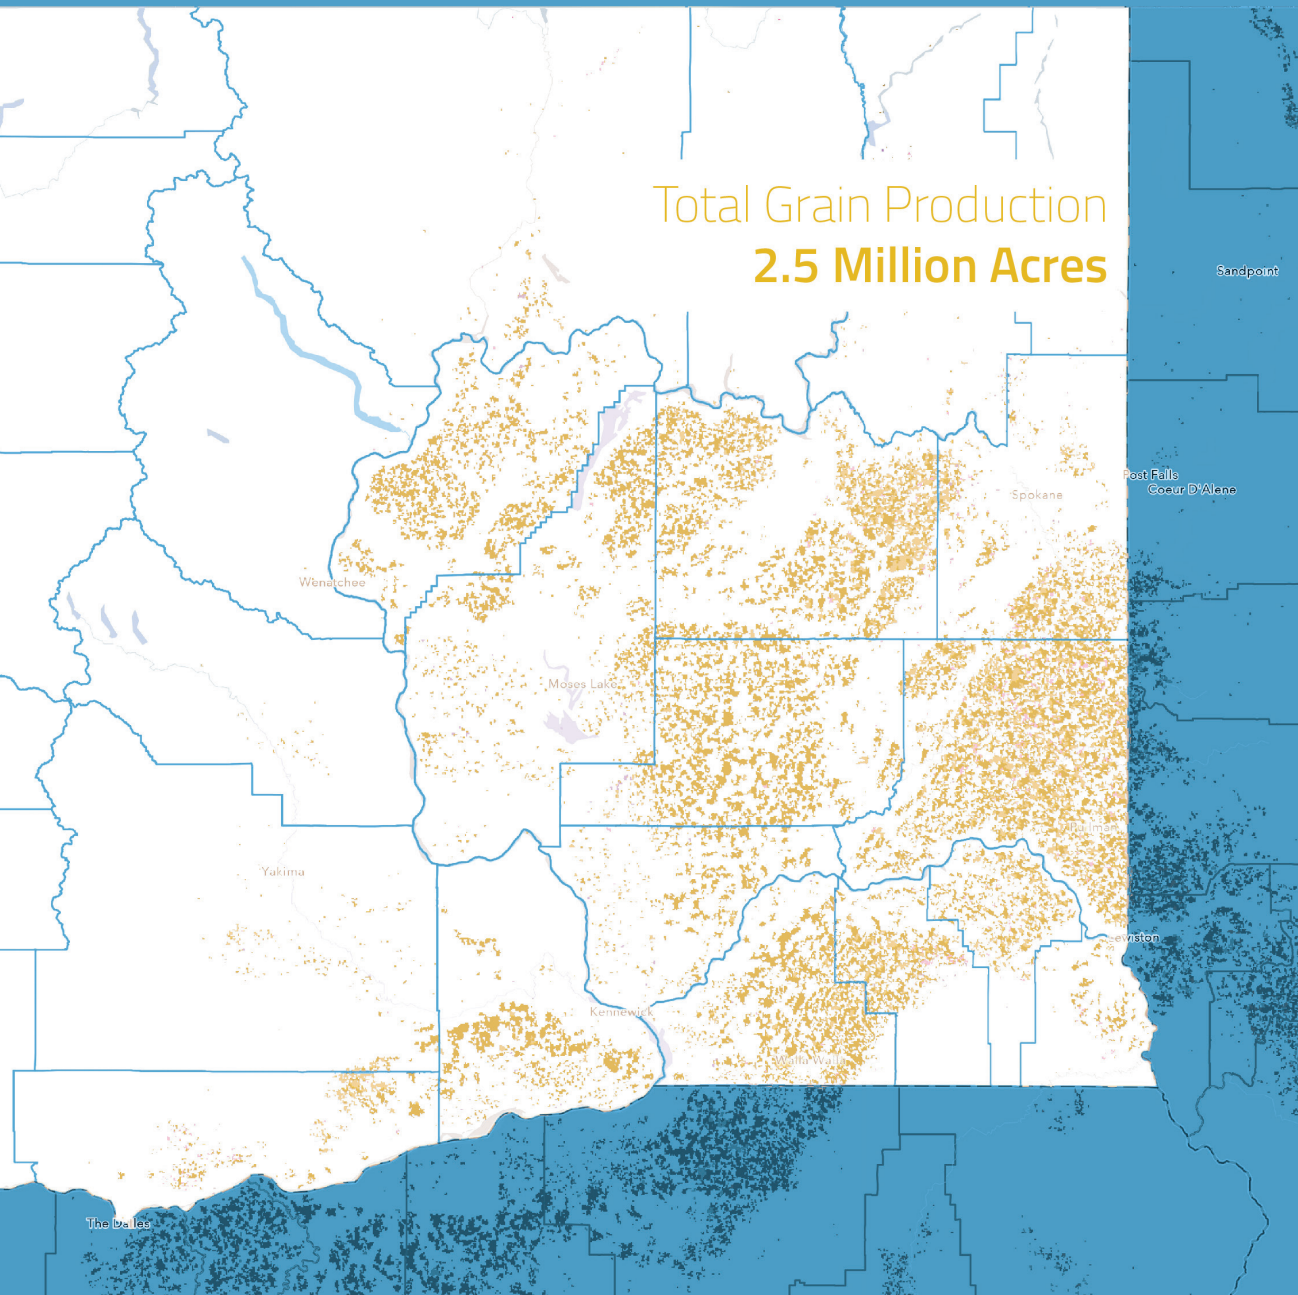 Total Grain Production
2.5 Million Acres
Sandpoint
Post Falls
Coeur D'Alene
Spokane
Wenatchee
Moses Lake
Pullman
Yakima
Lewiston
Kennewick
Walla Walla
The Dalles